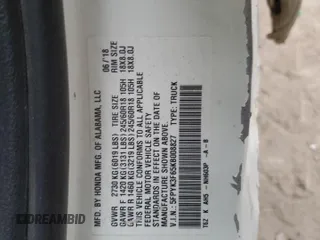 MFD. BY HONDA MFG. OF ALABAMA, LLC 06/'18
GVWR 2730 KG(6019 LBS) TIRE SIZE RIM SIZE
GAWR F 1420 KG(3131 LBS) 245/60R18 105H 18X8.0J
GAWR R 1460 KG(3219 LBS) 245/60R18 105H 18X8.0J
THIS VEHICLE CONFORMS TO ALL APPLICABLE
FEDERAL MOTOR VEHICLE SAFETY
STANDARDS IN EFFECT ON THE DATE OF
MANUFACTURE SHOWN ABOVE.
V.I.N.: 5FPYK3F65KB008827 TYPE: TRUCK
T6Z K AHS -A-B